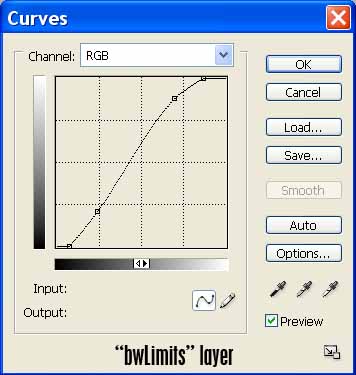 Curves
Channel: RGB
OK
Cancel
Load...
Save...
Smooth
Auto
Options...
Input:
Output:
Preview
“bwLimits” layer